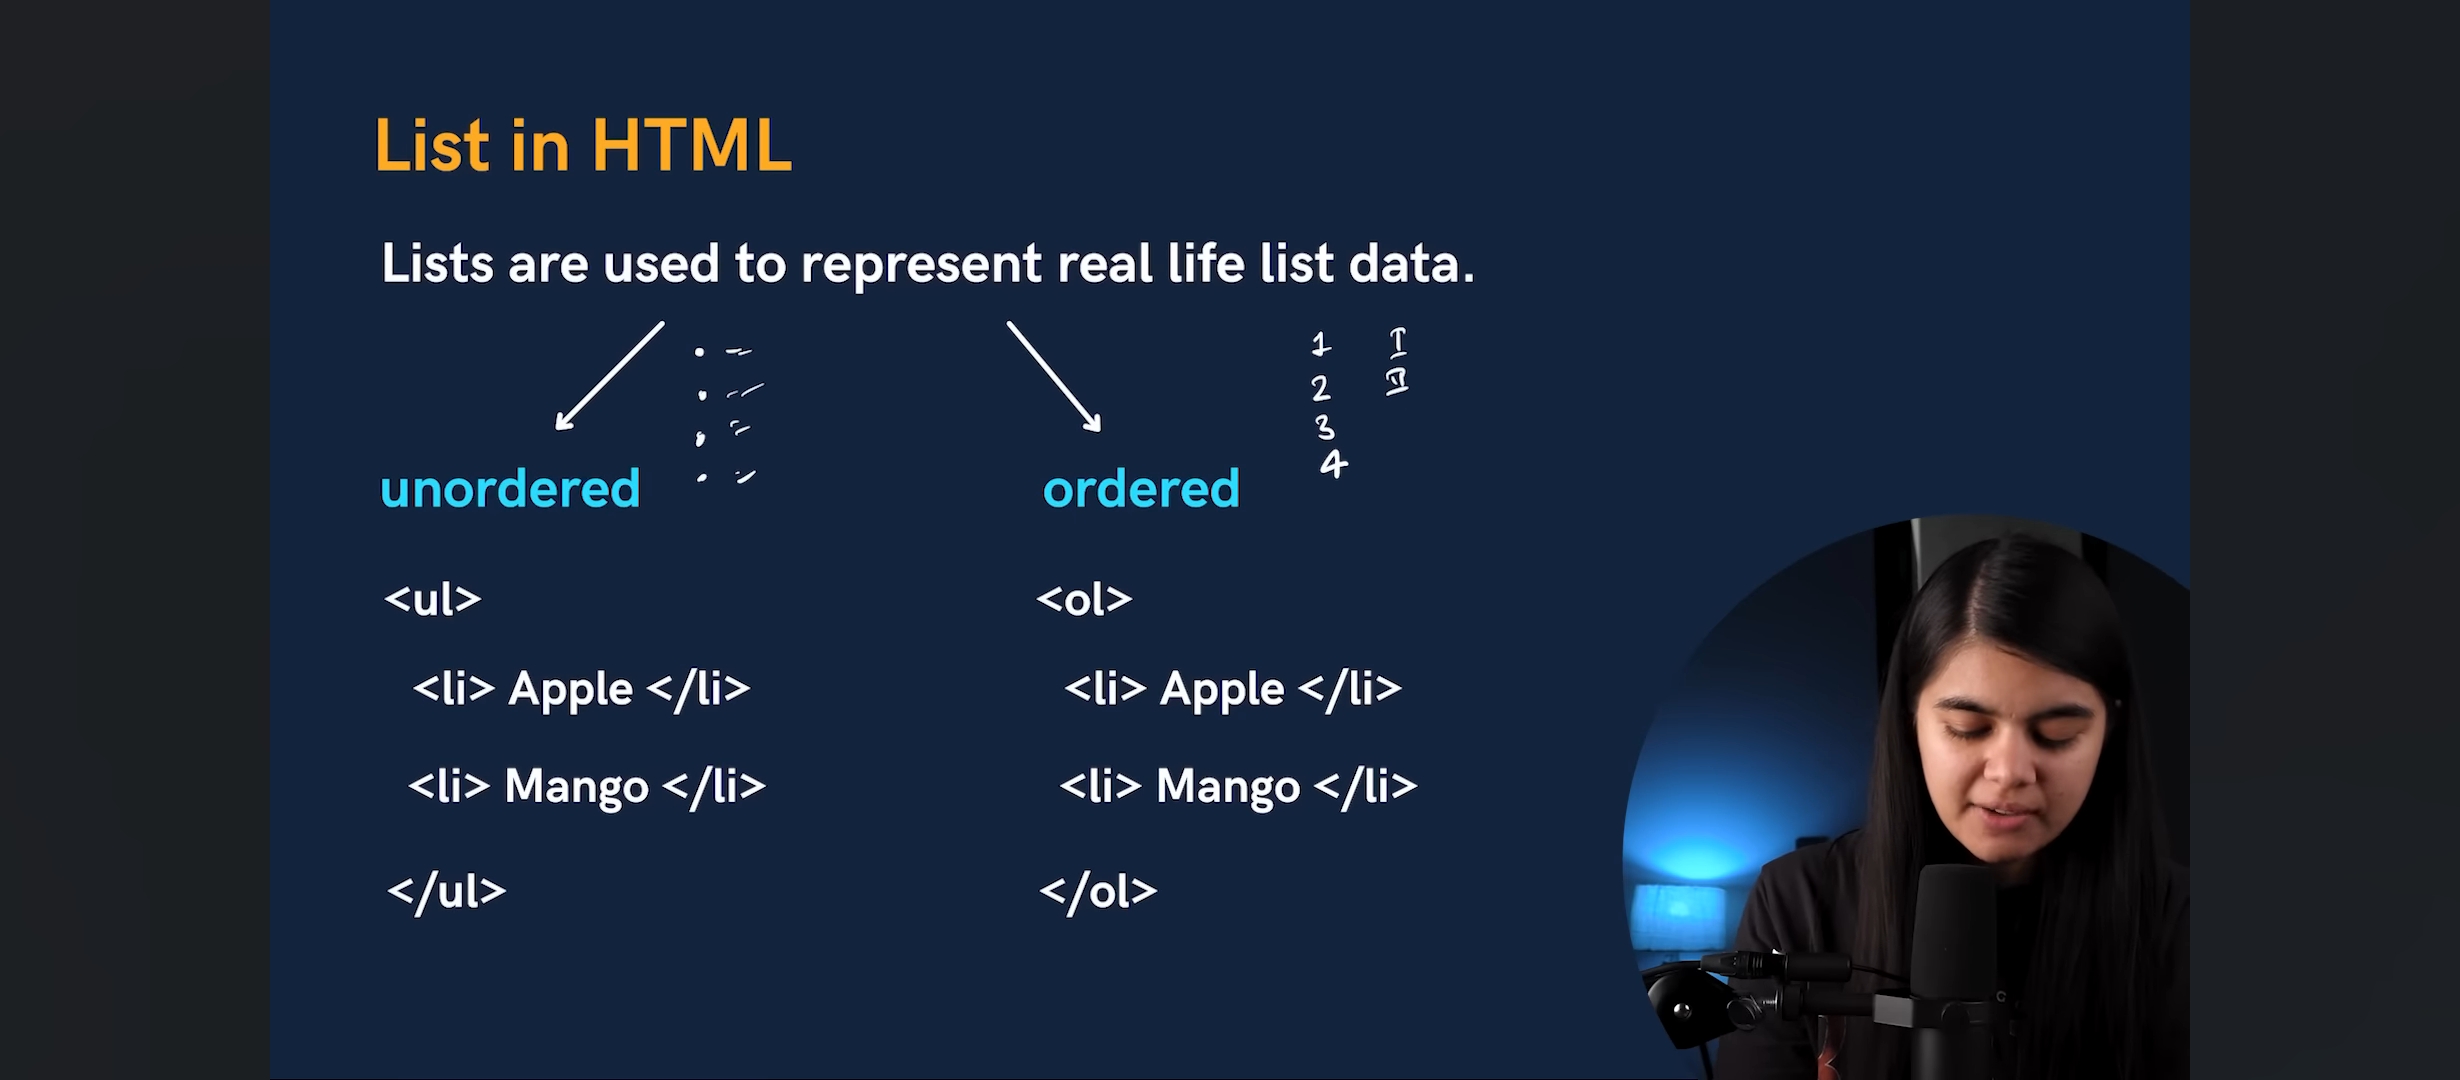 List in HTML
Lists are used to represent real life list data.
1 I
2 II
3
4
unordered
ordered
<ul>
<li> Apple </li>
<li> Mango </li>
</ul>
<ol>
<li> Apple </li>
<li> Mango </li>
</ol>